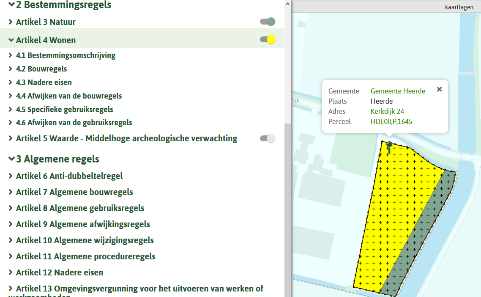 2 Bestemmingsregels
kaartlagen
Artikel 3 Natuur
Artikel 4 Wonen
4.1 Bestemmingsomschrijving
4.2 Bouwregels
4.3 Nadere eisen
4.4 Afwijken van de bouwregels
4.5 Specifieke gebruiksregels
4.6 Afwijken van de gebruiksregels
Artikel 5 Waarde - Middelhoge archeologische verwachting
3 Algemene regels
Artikel 6 Anti-dubbeltelregel
Artikel 7 Algemene bouwregels
Artikel 8 Algemene gebruiksregels
Artikel 9 Algemene afwijkingsregels
Artikel 10 Algemene wijzigingsregels
Artikel 11 Algemene procedureregels
Artikel 12 Nadere eisen
Artikel 13 Omgevingsvergunning voor het uitvoeren van werken of
werkzaamheden
Gemeente Gemeente Heerde
Plaats Heerde
Adres Kerkdijk 24
Perceel HDE01,P,1645